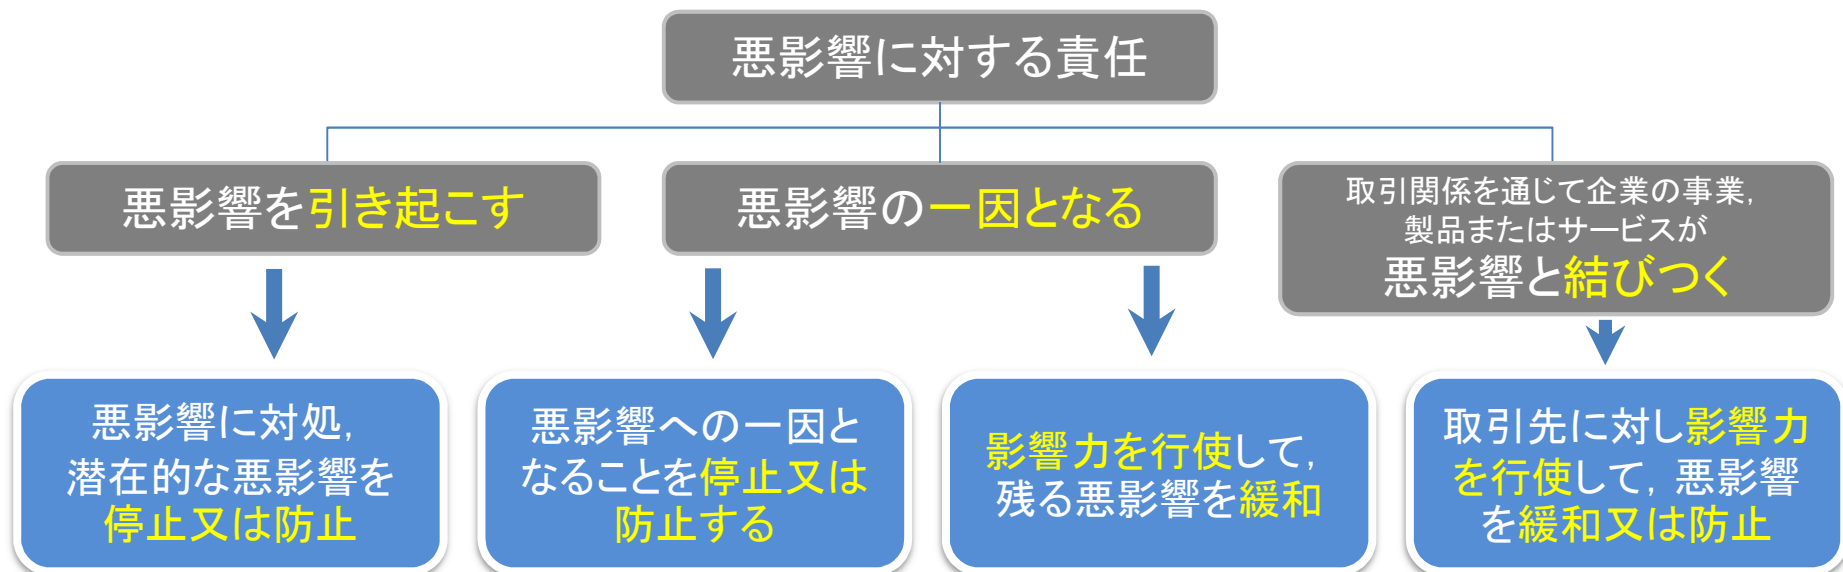 悪影響に対する責任
悪影響を引き起こす
悪影響の一因となる
取引関係を通じて企業の事業,
製品またはサービスが
悪影響と結びつく
悪影響に対処,
潜在的な悪影響を
停止又は防止
悪影響への一因と
なることを停止又は
防止する
影響力を行使して,
残る悪影響を緩和
取引先に対し影響力
を行使して, 悪影響
を緩和又は防止